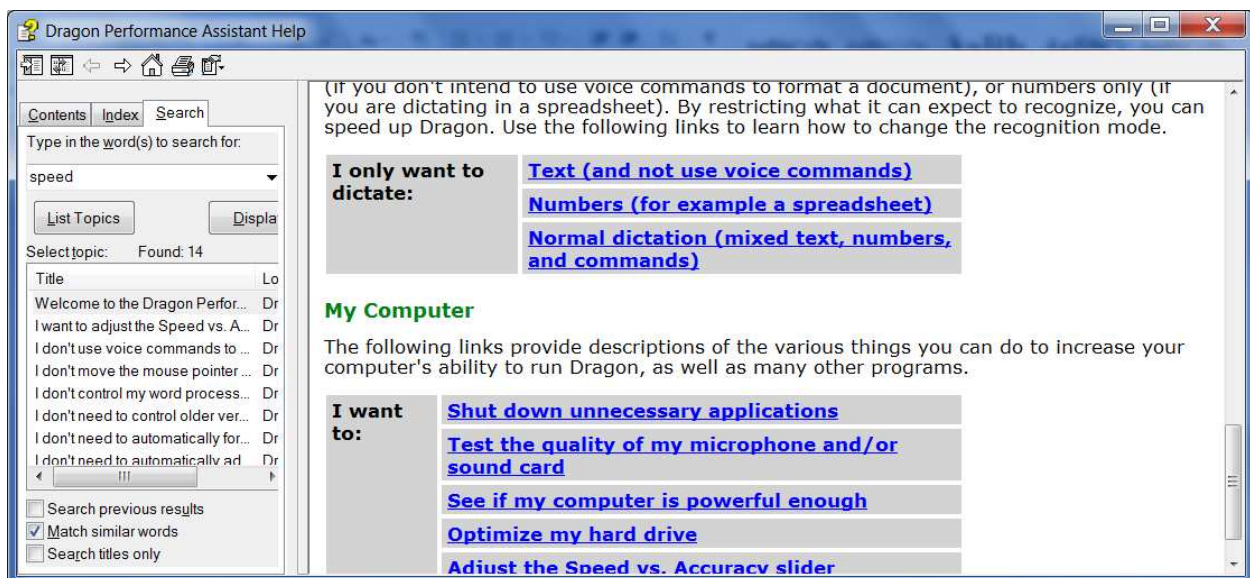 Dragon Performance Assistant Help
Contents Index Search
Type in the word(s) to search for:
speed
List Topics Displa
Select topic: Found: 14
Title Lo
Welcome to the Dragon Perfor... Dr
I want to adjust the Speed vs. A... Dr
I don't use voice commands to ... Dr
I don't move the mouse pointer ... Dr
I don't control my word process... Dr
I don't need to control older ver... Dr
I don't need to automatically for... Dr
I don't need to automatically ad Dr
Search previous results
Match similar words
Search titles only
(if you don't intend to use voice commands to format a document), or numbers only (if
you are dictating in a spreadsheet). By restricting what it can expect to recognize, you can
speed up Dragon. Use the following links to learn how to change the recognition mode.
I only want to
dictate:
Text (and not use voice commands)
Numbers (for example a spreadsheet)
Normal dictation (mixed text, numbers,
and commands)
My Computer
The following links provide descriptions of the various things you can do to increase your
computer's ability to run Dragon, as well as many other programs.
I want
to:
Shut down unnecessary applications
Test the quality of my microphone and/or
sound card
See if my computer is powerful enough
Optimize my hard drive
Adjust the Speed vs. Accuracy slider